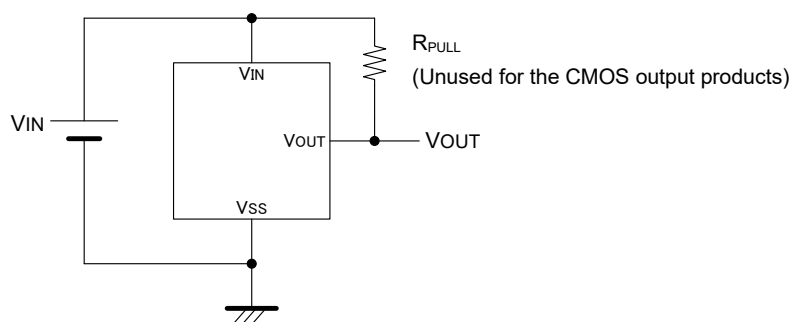 RPULL
(Unused for the CMOS output products)
VIN
VIN
VOUT
VOUT
VSS